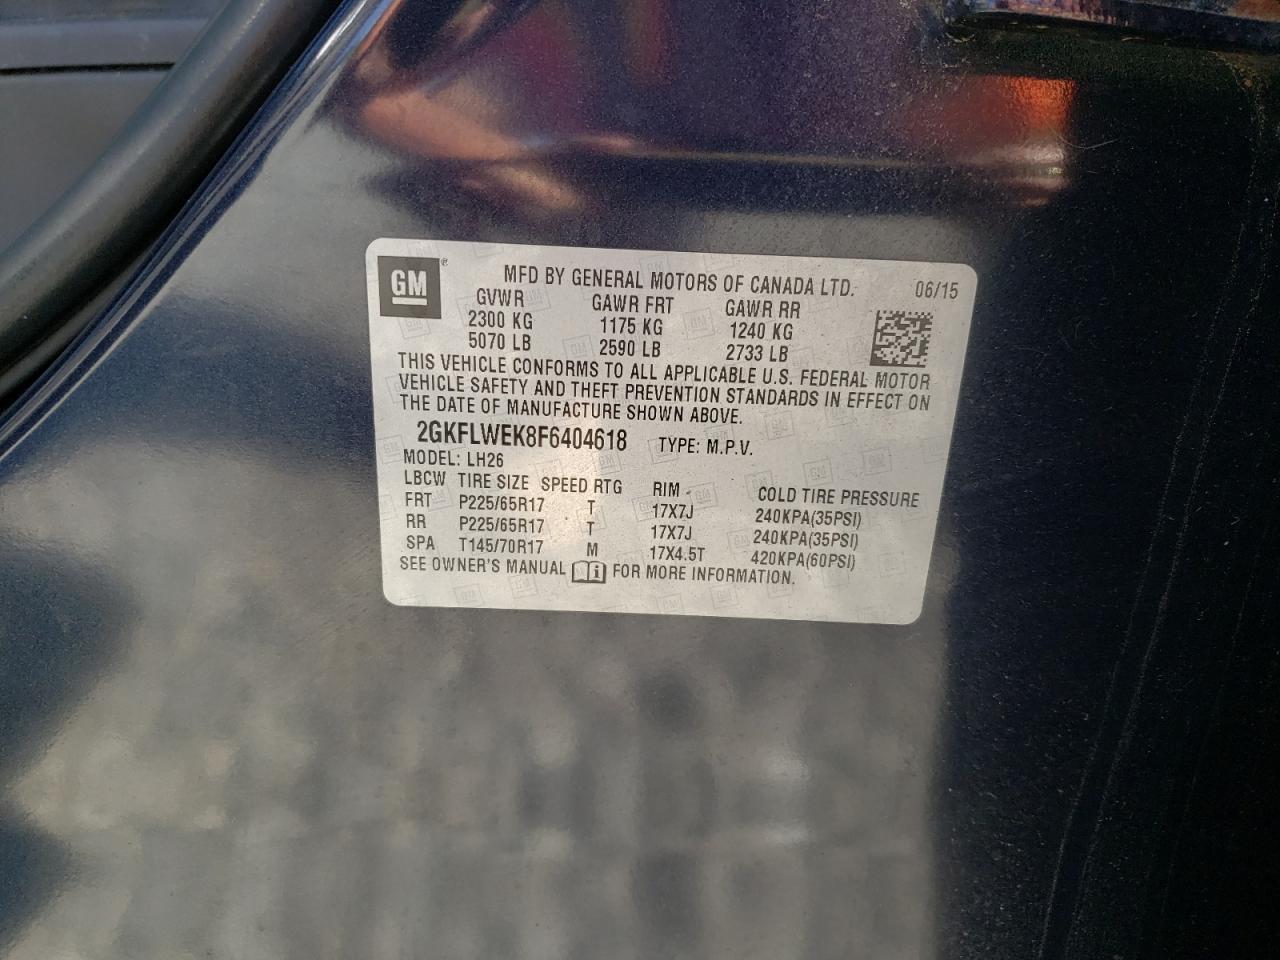 GM®
MFD BY GENERAL MOTORS OF CANADA LTD. 06/15
GVWR GAWR FRT GAWR RR
2300 KG 1175 KG 1240 KG
5070 LB 2590 LB 2733 LB
THIS VEHICLE CONFORMS TO ALL APPLICABLE U.S. FEDERAL MOTOR
VEHICLE SAFETY AND THEFT PREVENTION STANDARDS IN EFFECT ON
THE DATE OF MANUFACTURE SHOWN ABOVE.
2GKFLWEK8F6404618 TYPE: M.P.V.
MODEL: LH26
LBCW TIRE SIZE SPEED RTG RIM COLD TIRE PRESSURE
FRT P225/65R17 T 17X7J 240KPA(35PSI)
RR P225/65R17 T 17X7J 240KPA(35PSI)
SPA T145/70R17 M 17X4.5T 420KPA(60PSI)
SEE OWNER'S MANUAL FOR MORE INFORMATION.